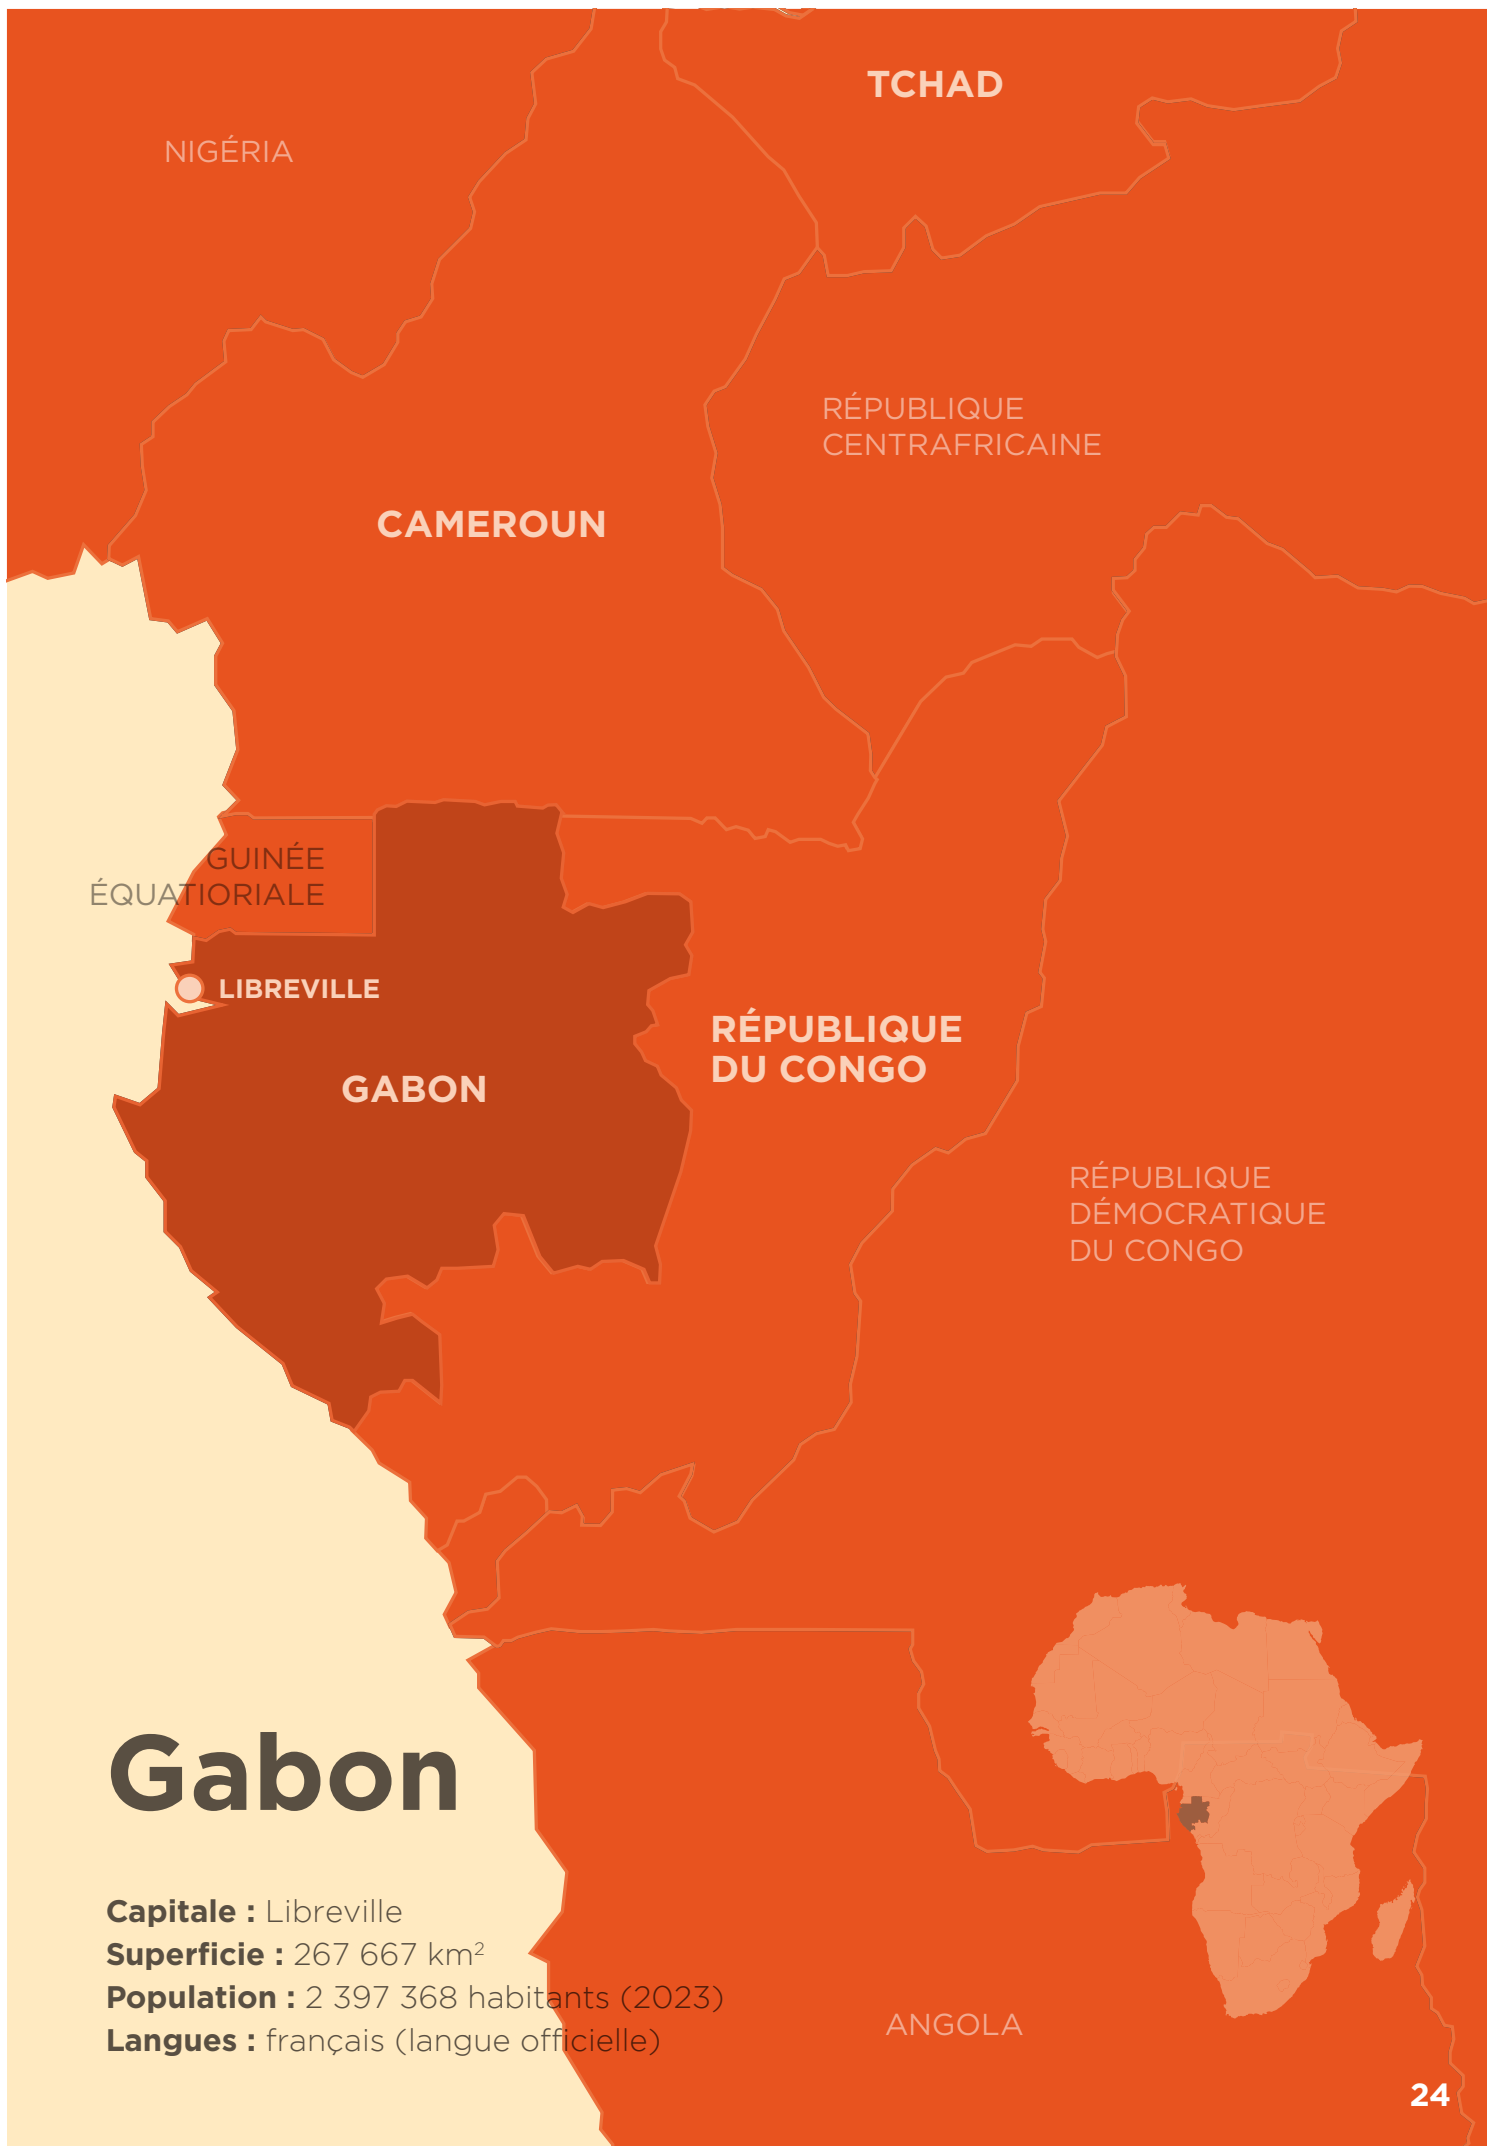 TCHAD
NIGÉRIA
RÉPUBLIQUE
CENTRAFRICAINE
CAMEROUN
GUINÉE
ÉQUATIORIALE
LIBREVILLE
RÉPUBLIQUE
DU CONGO
GABON
RÉPUBLIQUE
DÉMOCRATIQUE
DU CONGO
Gabon
Capitale : Libreville
Superficie : 267 667 km²
Population : 2 397 368 habitants (2023)
Langues : français (langue officielle)
ANGOLA
24